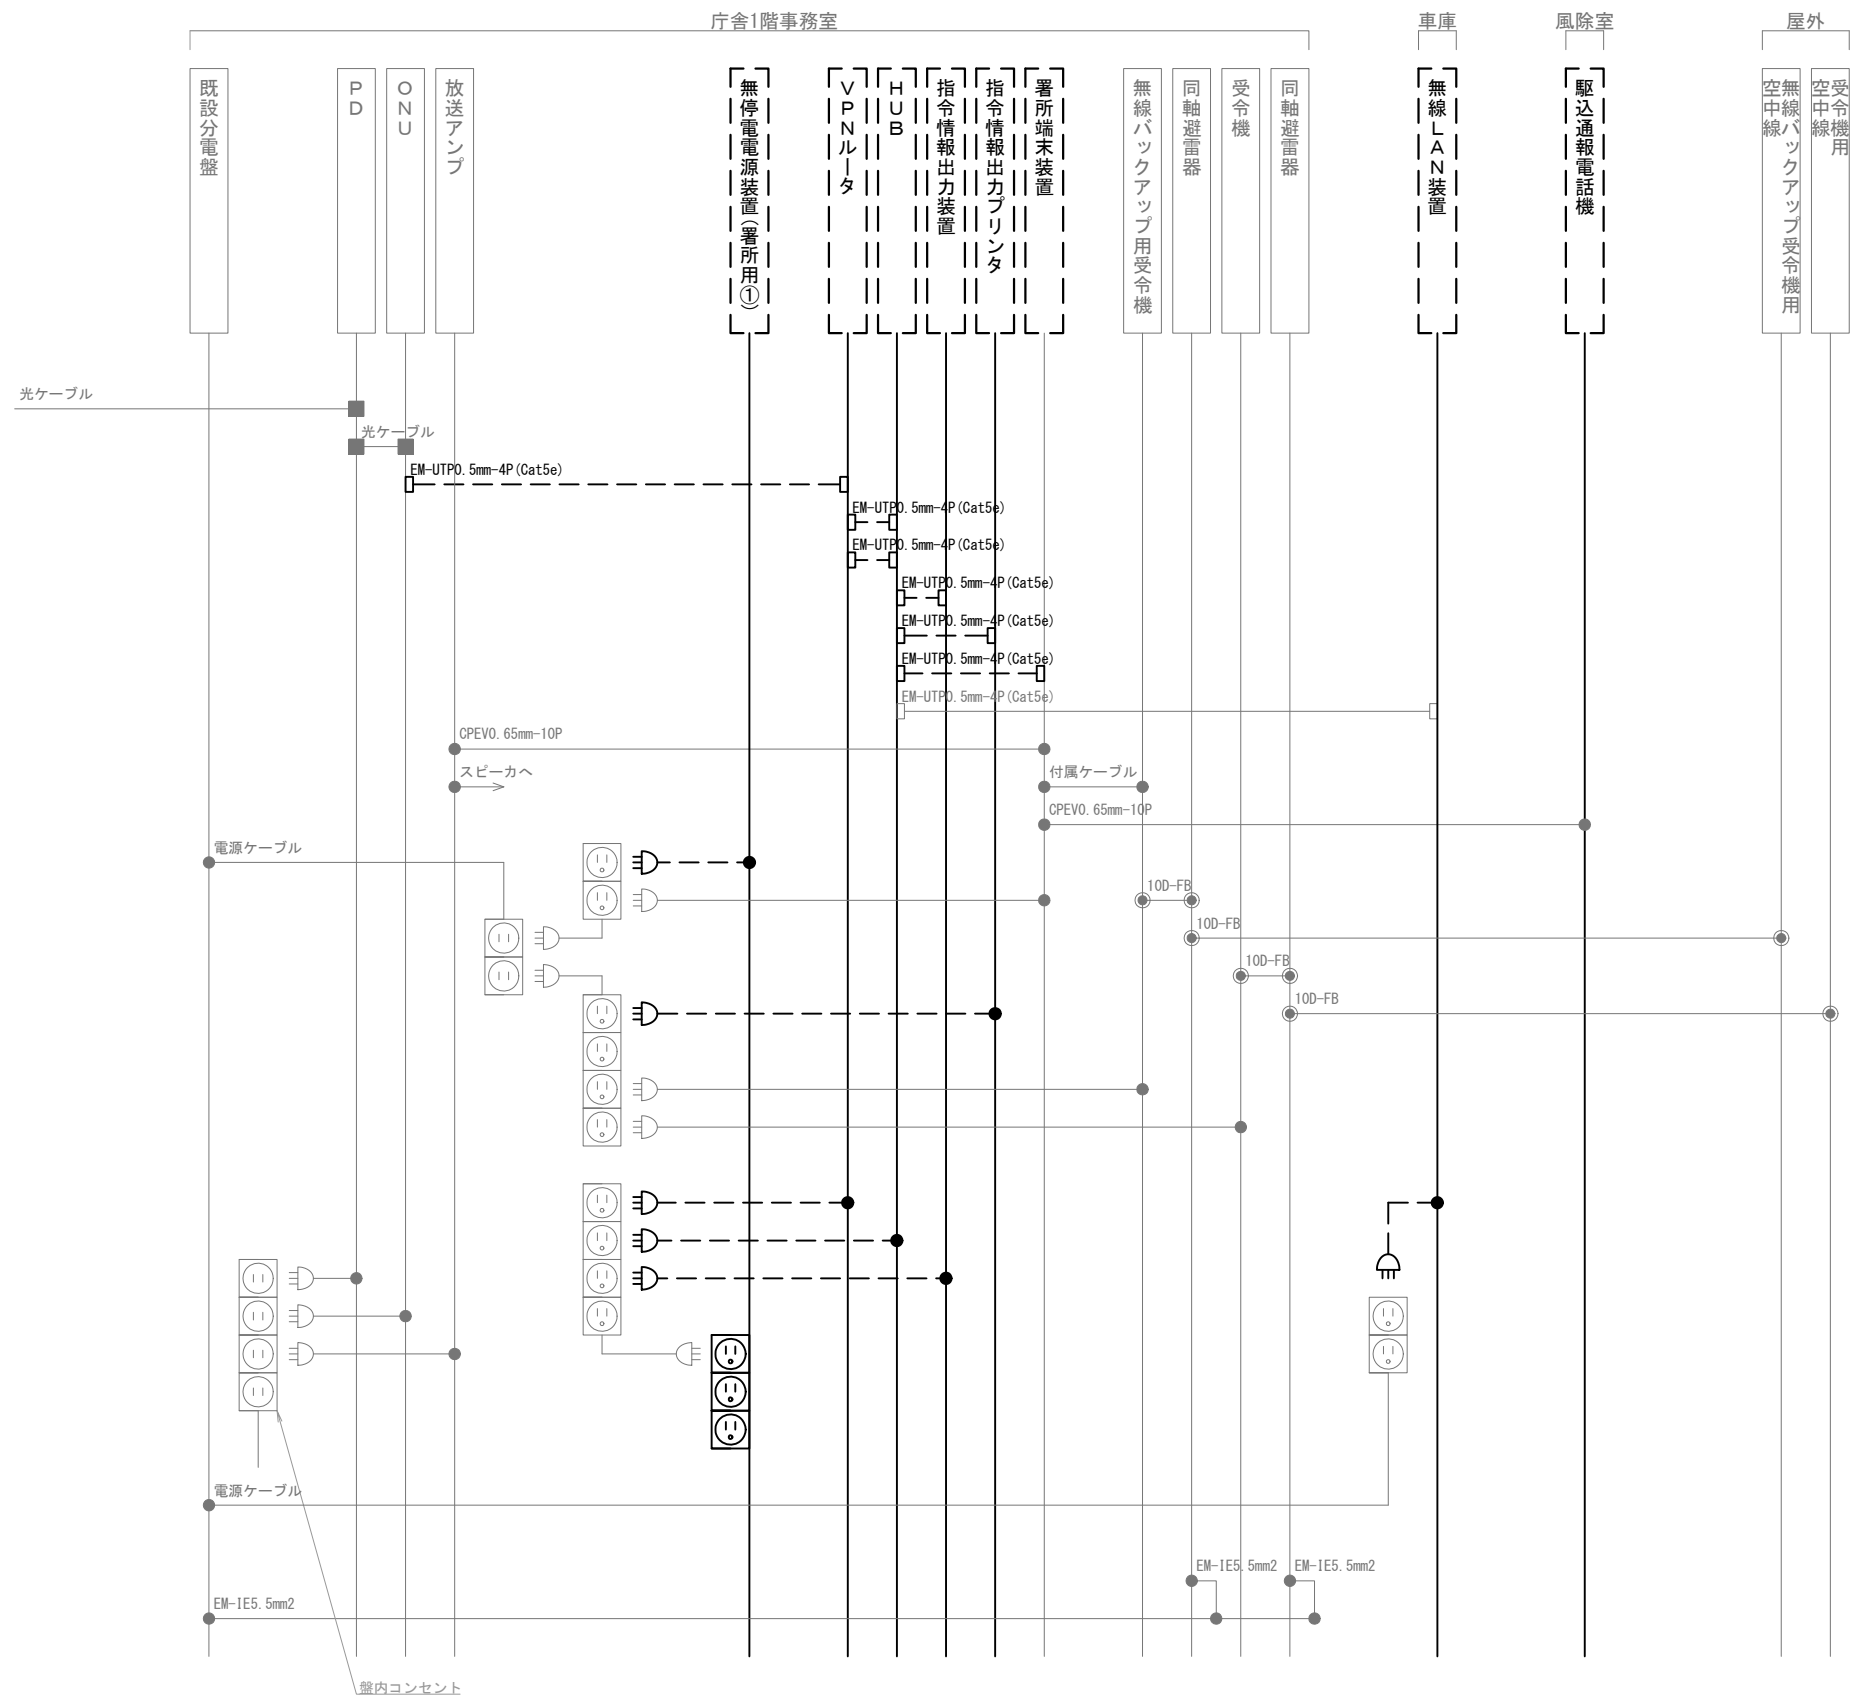 庁舎1階事務室
車庫
風除室
屋外
既設分電盤
ＰＤ
ＯＮＵ
放送アンプ
無停電電源装置（署所用①）
ＶＰＮルータ
ＨＵＢ
指令情報出力装置
指令情報出力プリンタ
署所端末装置
無線バックアップ用受令機
同軸避雷器
受令機
同軸避雷器
無線ＬＡＮ装置
駆込通報電話機
無線バックアップ受令機用
空中線
受令機用
空中線
光ケーブル
光ケーブル
EM-UTP0.5mm-4P(Cat5e)
EM-UTP0.5mm-4P(Cat5e)
EM-UTP0.5mm-4P(Cat5e)
EM-UTP0.5mm-4P(Cat5e)
EM-UTP0.5mm-4P(Cat5e)
EM-UTP0.5mm-4P(Cat5e)
EM-UTP0.5mm-4P(Cat5e)
CPEV0.65mm-10P
スピーカへ
付属ケーブル
CPEV0.65mm-10P
電源ケーブル
10D-FB
10D-FB
10D-FB
10D-FB
電源ケーブル
EM-IE5.5mm2
EM-IE5.5mm2
EM-IE5.5mm2
盤内コンセント